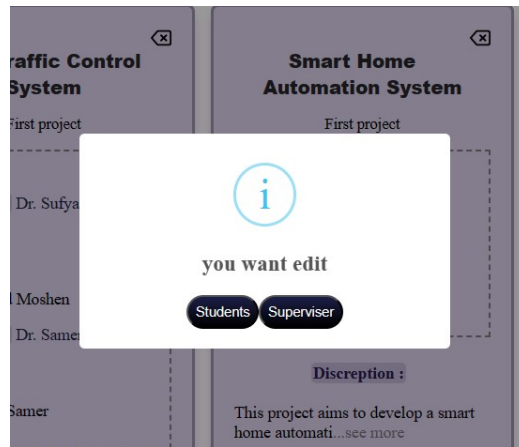 raffic Control
System
First project
Dr. Sufya
Moshen
Dr. Samer
Samer
Smart Home
Automation System
First project
i
you want edit
Students Superviser
Discreption :
This project aims to develop a smart
home automati...see more